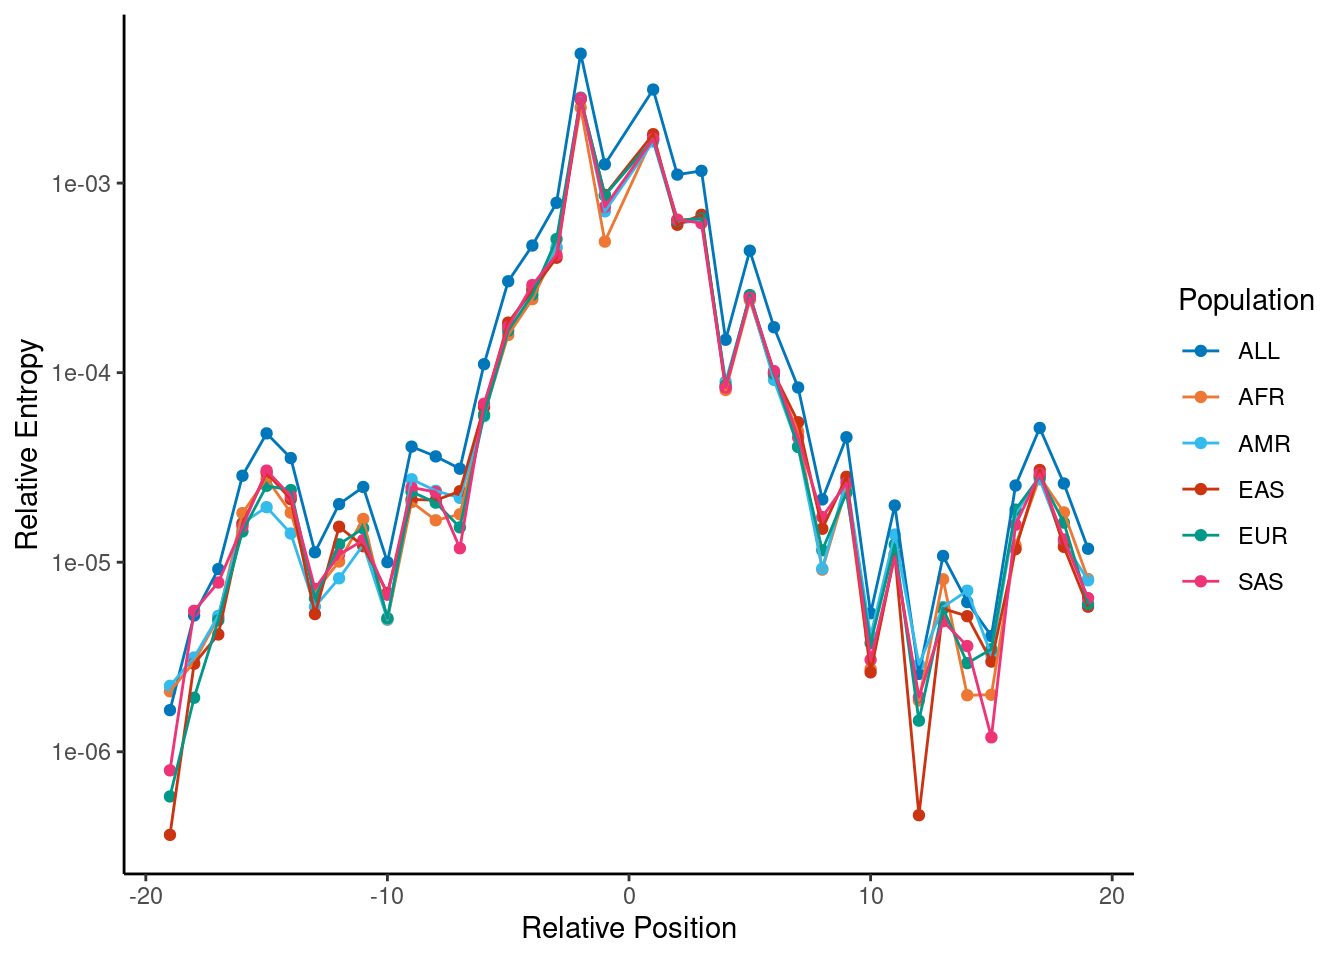 Relative Entropy
1e-03
1e-04
1e-05
1e-06
-20
-10
0
10
20
Relative Position
Population
ALL
AFR
AMR
EAS
EUR
SAS